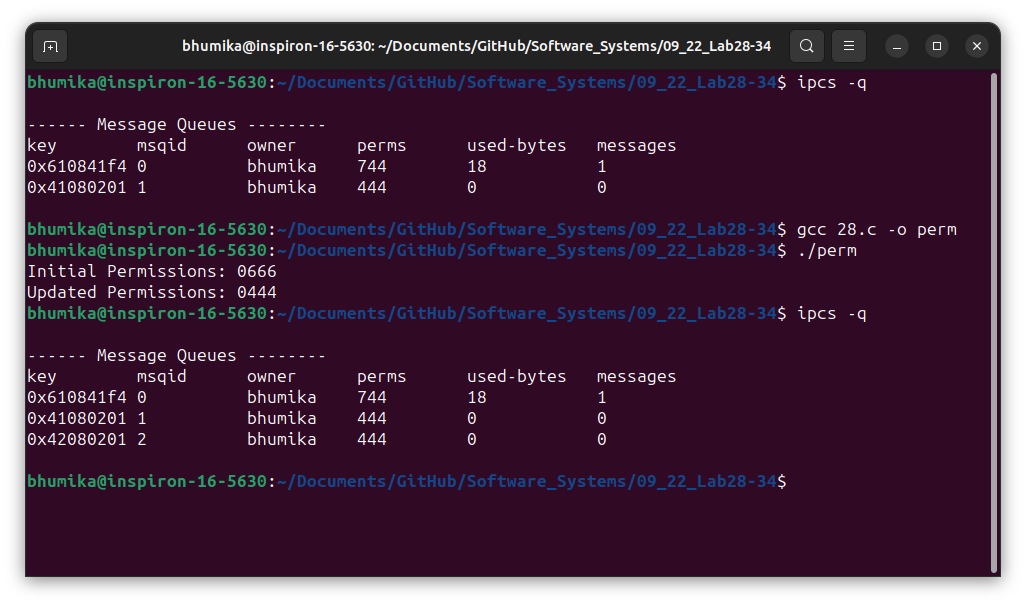 bhumika@inspiron-16-5630: ~/Documents/GitHub/Software_Systems/09_22_Lab28-34
bhumika@inspiron-16-5630:~/Documents/GitHub/Software_Systems/09_22_Lab28-34$ ipcs -q
------ Message Queues --------
key        msqid      owner      perms      used-bytes   messages
0x610841f4 0          bhumika    744        18           1
0x41080201 1          bhumika    444        0            0
bhumika@inspiron-16-5630:~/Documents/GitHub/Software_Systems/09_22_Lab28-34$ gcc 28.c -o perm
bhumika@inspiron-16-5630:~/Documents/GitHub/Software_Systems/09_22_Lab28-34$ ./perm
Initial Permissions: 0666
Updated Permissions: 0444
bhumika@inspiron-16-5630:~/Documents/GitHub/Software_Systems/09_22_Lab28-34$ ipcs -q
------ Message Queues --------
key        msqid      owner      perms      used-bytes   messages
0x610841f4 0          bhumika    744        18           1
0x41080201 1          bhumika    444        0            0
0x42080201 2          bhumika    444        0            0
bhumika@inspiron-16-5630:~/Documents/GitHub/Software_Systems/09_22_Lab28-34$